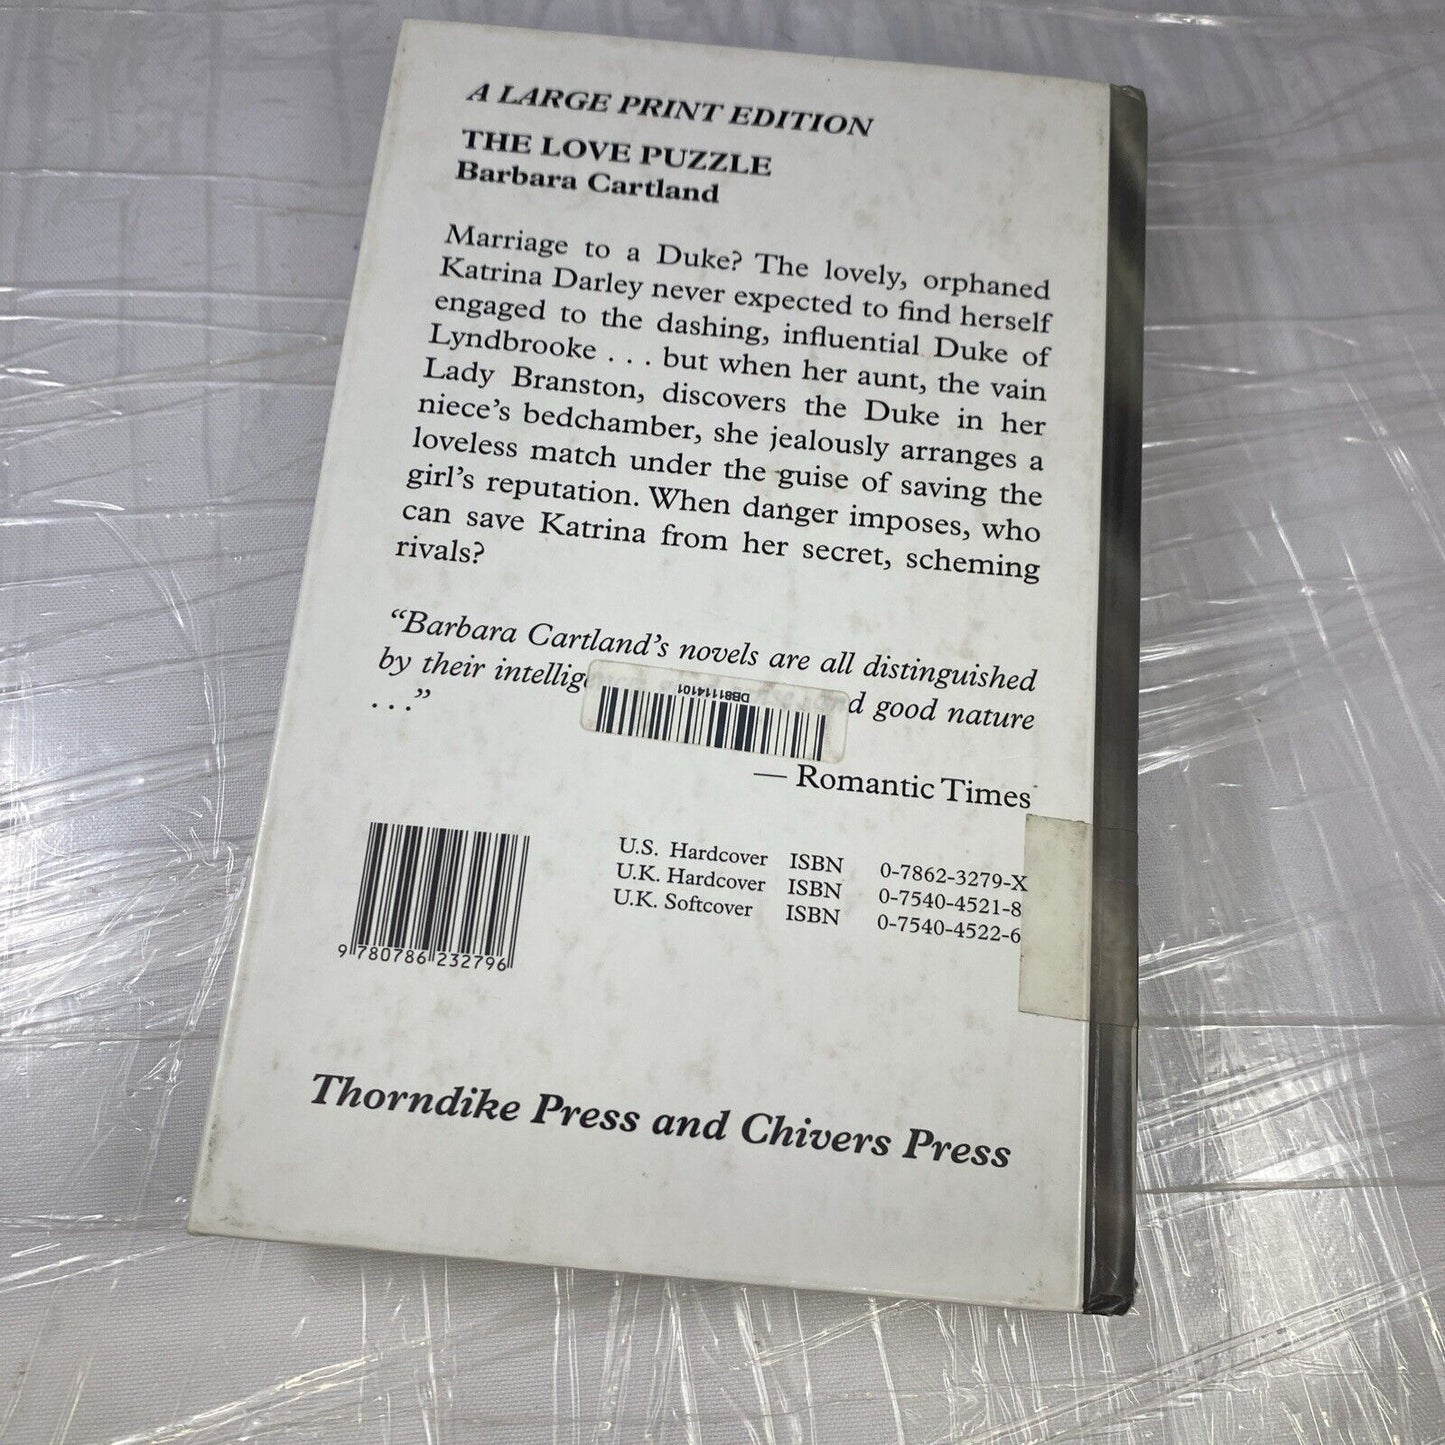 A LARGE PRINT EDITION
THE LOVE PUZZLE
Barbara Cartland
Marriage to a Duke? The lovely, orphaned
Katrina Darley never expected to find herself
engaged to the dashing, influential Duke of
Lyndbrooke . . . but when her aunt, the vain
Lady Branston, discovers the Duke in her
niece's bedchamber, she jealously arranges a
loveless match under the guise of saving the
girl's reputation. When danger imposes, who
can save Katrina from her secret, scheming
rivals?
"Barbara Cartland's novels are all distinguished
by their good nature
. . ."
DB81114101
— Romantic Times
U.S. Hardcover ISBN 0-7862-3279-X
U.K. Hardcover ISBN 0-7540-4521-8
U.K. Softcover ISBN 0-7540-4522-6
9 780786 232796
Thorndike Press and Chivers Press